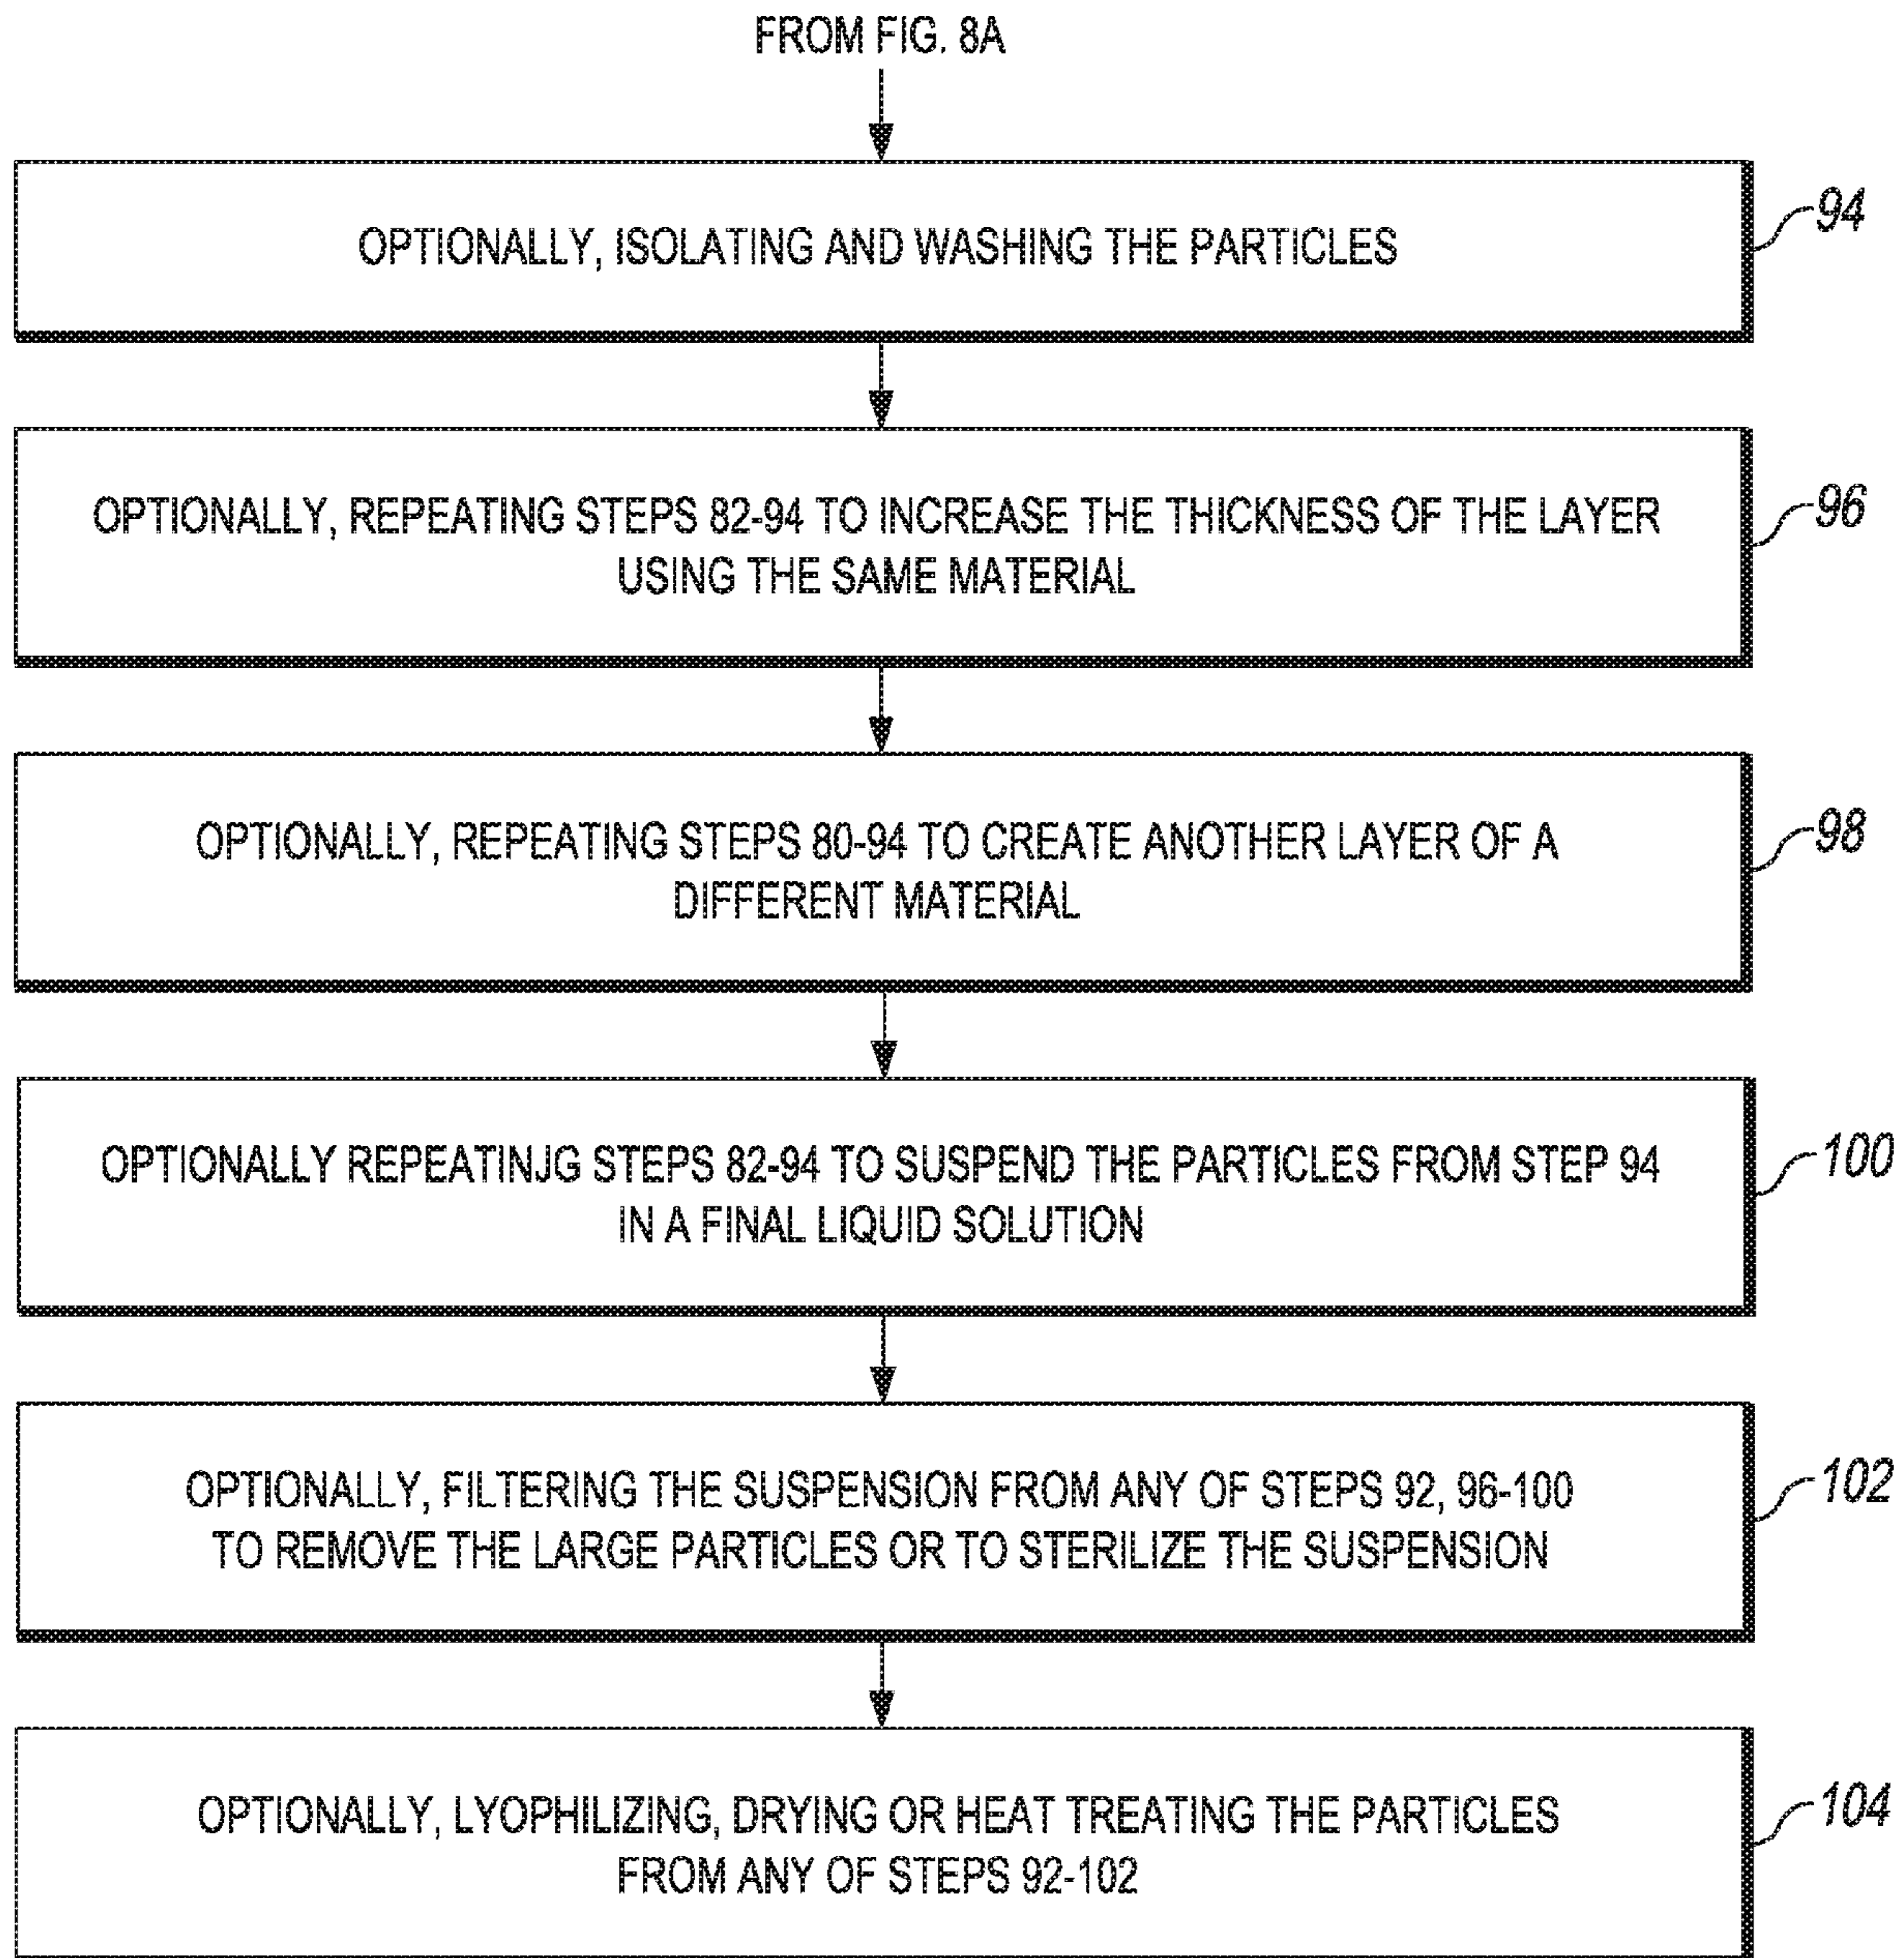 FROM FIG. 8A
OPTIONALLY, ISOLATING AND WASHING THE PARTICLES
94
OPTIONALLY, REPEATING STEPS 82-94 TO INCREASE THE THICKNESS OF THE LAYER
USING THE SAME MATERIAL
96
OPTIONALLY, REPEATING STEPS 80-94 TO CREATE ANOTHER LAYER OF A
DIFFERENT MATERIAL
98
OPTIONALLY REPEATINJG STEPS 82-94 TO SUSPEND THE PARTICLES FROM STEP 94
IN A FINAL LIQUID SOLUTION
100
OPTIONALLY, FILTERING THE SUSPENSION FROM ANY OF STEPS 92, 96-100
TO REMOVE THE LARGE PARTICLES OR TO STERILIZE THE SUSPENSION
102
OPTIONALLY, LYOPHILIZING, DRYING OR HEAT TREATING THE PARTICLES
FROM ANY OF STEPS 92-102
104